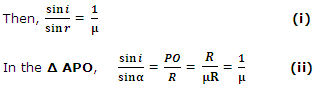 Then, sin i / sin r = 1 / μ (i)
In the Δ APO, sin i / sin α = PO / R = R / μR = 1 / μ (ii)